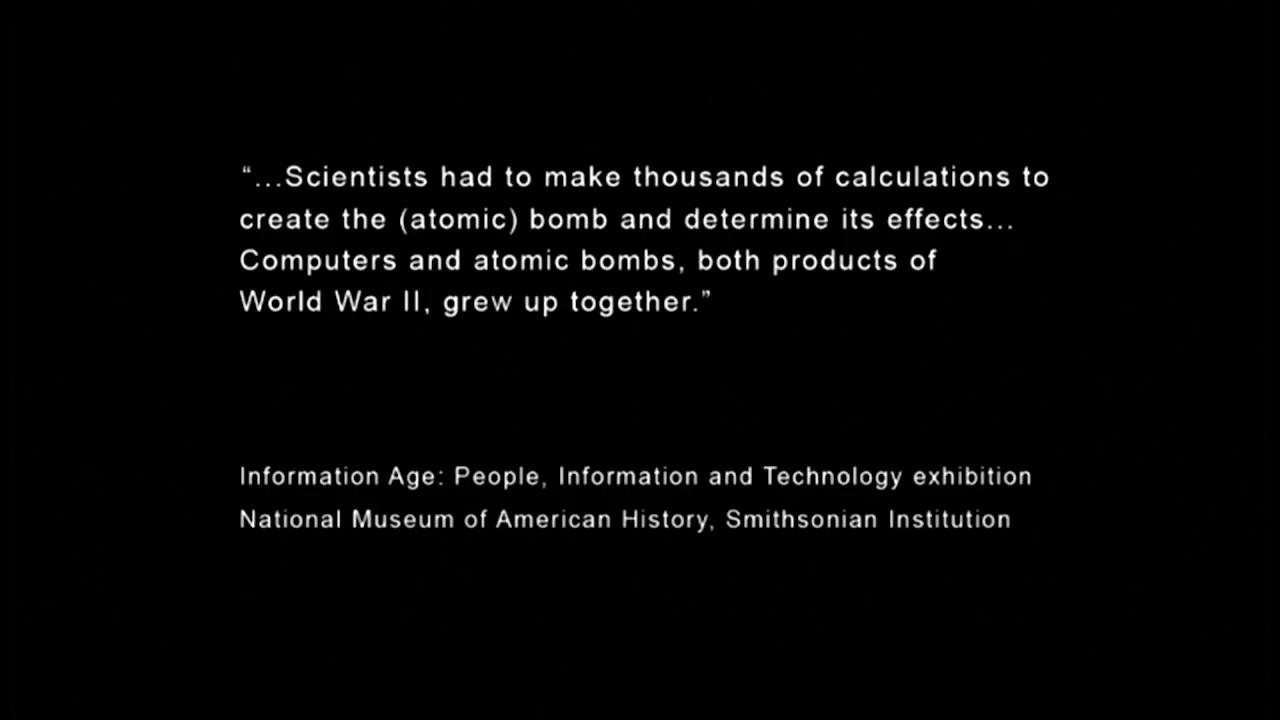 “...Scientists had to make thousands of calculations to
create the (atomic) bomb and determine its effects...
Computers and atomic bombs, both products of
World War II, grew up together.”
Information Age: People, Information and Technology exhibition
National Museum of American History, Smithsonian Institution